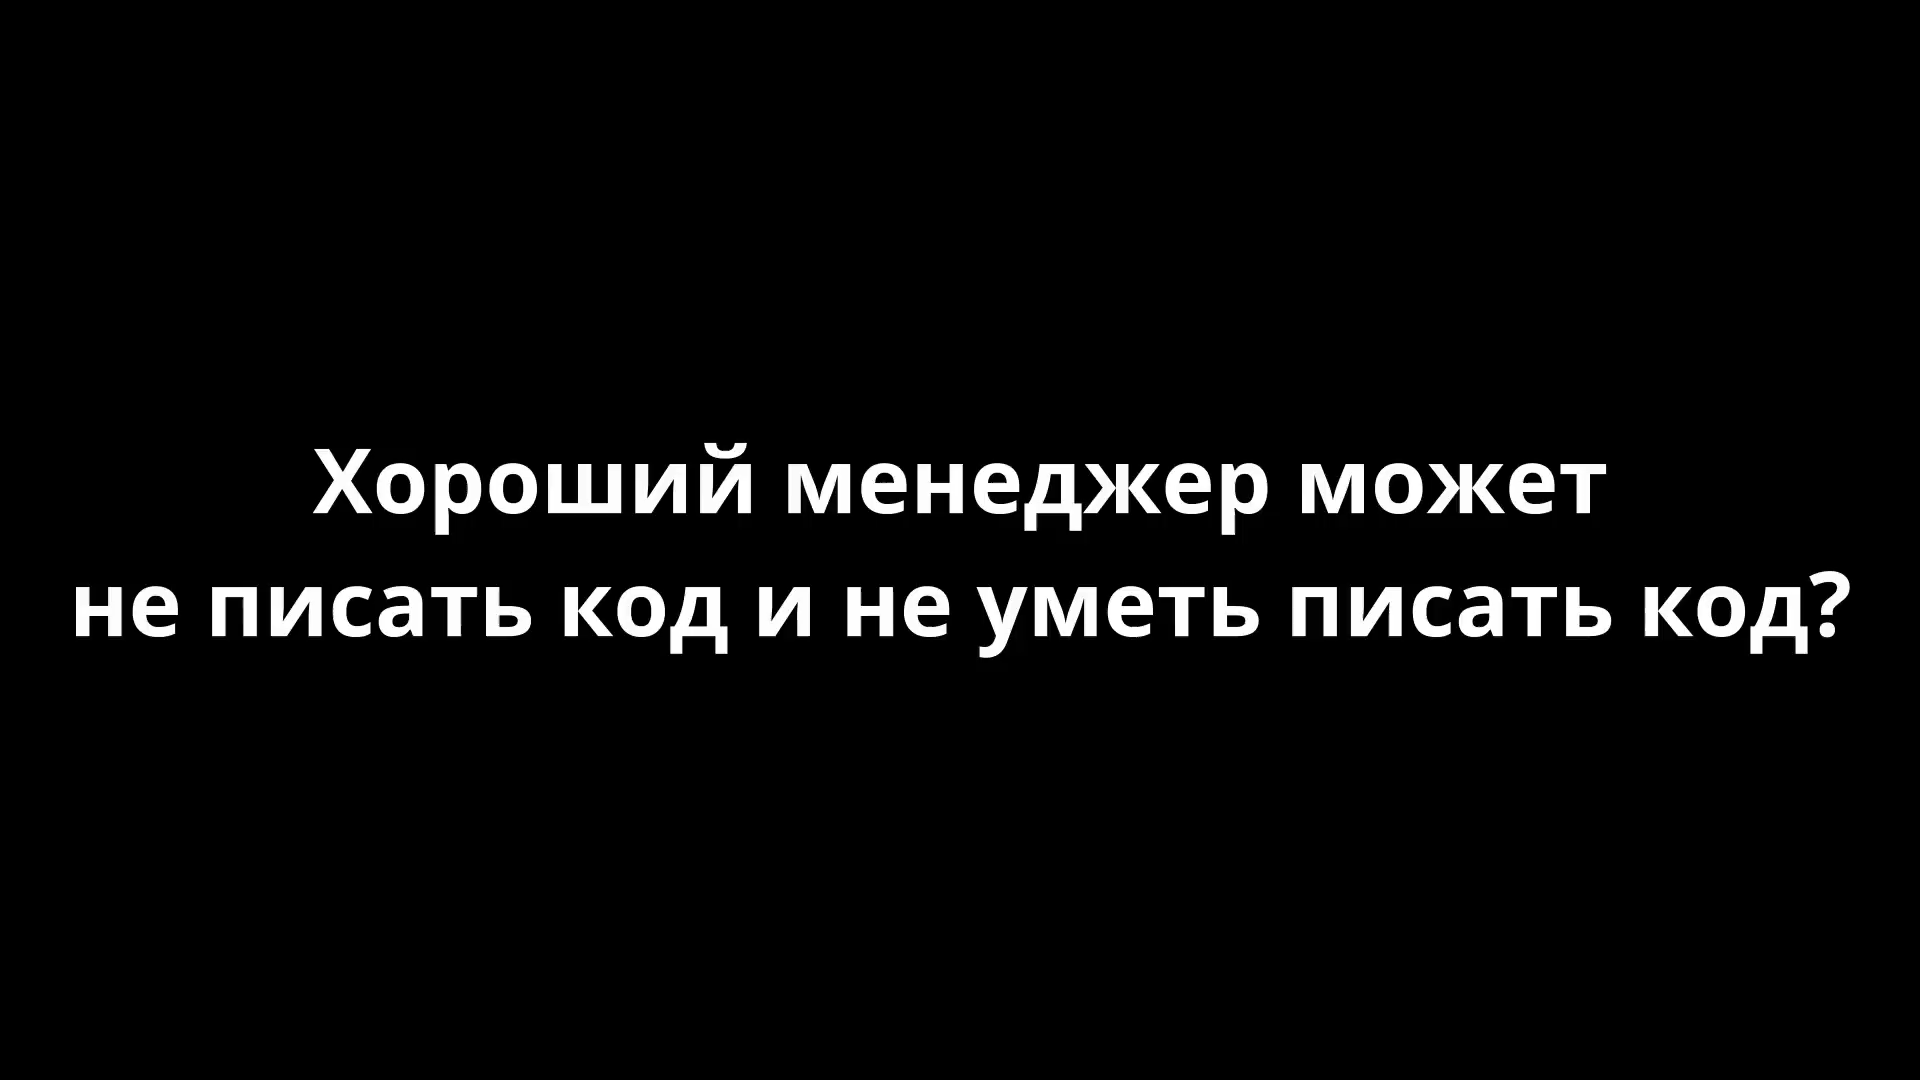 Хороший менеджер может
не писать код и не уметь писать код?